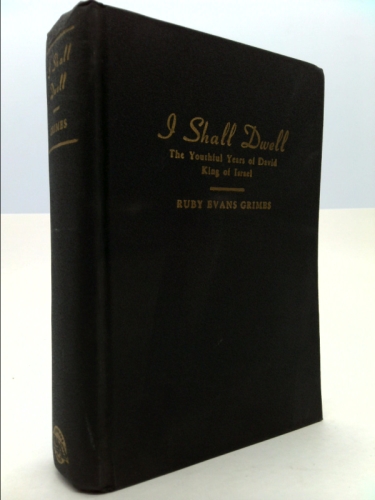 I Shall
Dwell
GRIMES
I Shall Dwell
The Youthful Years of David
King of Israel
RUBY EVANS GRIMES